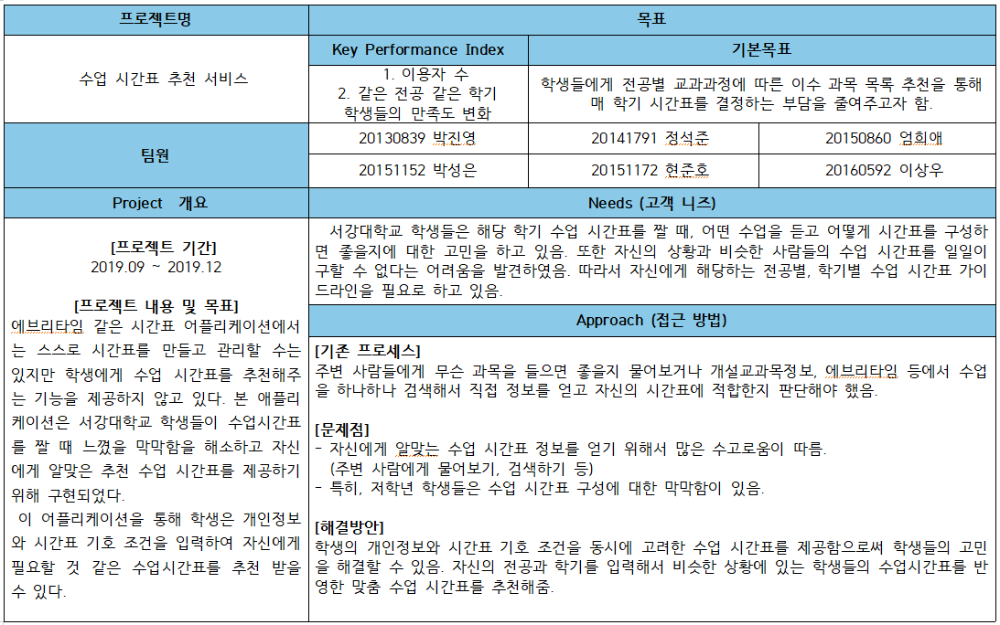 프로젝트명
목표
Key Performance Index
기본목표
수업 시간표 추천 서비스
1. 이용자 수
2. 같은 전공 같은 학기
학생들의 만족도 변화
학생들에게 전공별 교과과정에 따른 이수 과목 목록 추천을 통해
매 학기 시간표를 결정하는 부담을 줄여주고자 함.
팀원
20130839 박진영
20141791 정석준
20150860 엄희애
20151152 박성은
20151172 현준호
20160592 이상우
Project 개요
Needs (고객 니즈)
[프로젝트 기간]
2019.09 ~ 2019.12
[프로젝트 내용 및 목표]
에브리타임 같은 시간표 어플리케이션에서
는 스스로 시간표를 만들고 관리할 수는
있지만 학생에게 수업 시간표를 추천해주
는 기능을 제공하지 않고 있다. 본 애플리
케이션은 서강대학교 학생들이 수업시간표
를 짤 때 느꼈을 막막함을 해소하고 자신
에게 알맞은 추천 수업 시간표를 제공하기
위해 구현되었다.
이 어플리케이션을 통해 학생은 개인정보
와 시간표 기호 조건을 입력하여 자신에게
필요할 것 같은 수업시간표를 추천 받을
수 있다.
서강대학교 학생들은 해당 학기 수업 시간표를 짤 때, 어떤 수업을 듣고 어떻게 시간표를 구성하
면 좋을지에 대한 고민을 하고 있음. 또한 자신의 상황과 비슷한 사람들의 수업 시간표를 일일이
구할 수 없다는 어려움을 발견하였음. 따라서 자신에게 해당하는 전공별, 학기별 수업 시간표 가이
드라인을 필요로 하고 있음.
Approach (접근 방법)
[기존 프로세스]
주변 사람들에게 무슨 과목을 들으면 좋을지 물어보거나 개설교과목정보, 에브리타임 등에서 수업
을 하나하나 검색해서 직접 정보를 얻고 자신의 시간표에 적합한지 판단해야 했음.
[문제점]
- 자신에게 알맞는 수업 시간표 정보를 얻기 위해서 많은 수고로움이 따름.
(주변 사람에게 물어보기, 검색하기 등)
- 특히, 저학년 학생들은 수업 시간표 구성에 대한 막막함이 있음.
[해결방안]
학생의 개인정보와 시간표 기호 조건을 동시에 고려한 수업 시간표를 제공함으로써 학생들의 고민
을 해결할 수 있음. 자신의 전공과 학기를 입력해서 비슷한 상황에 있는 학생들의 수업시간표를 반
영한 맞춤 수업 시간표를 추천해줌.